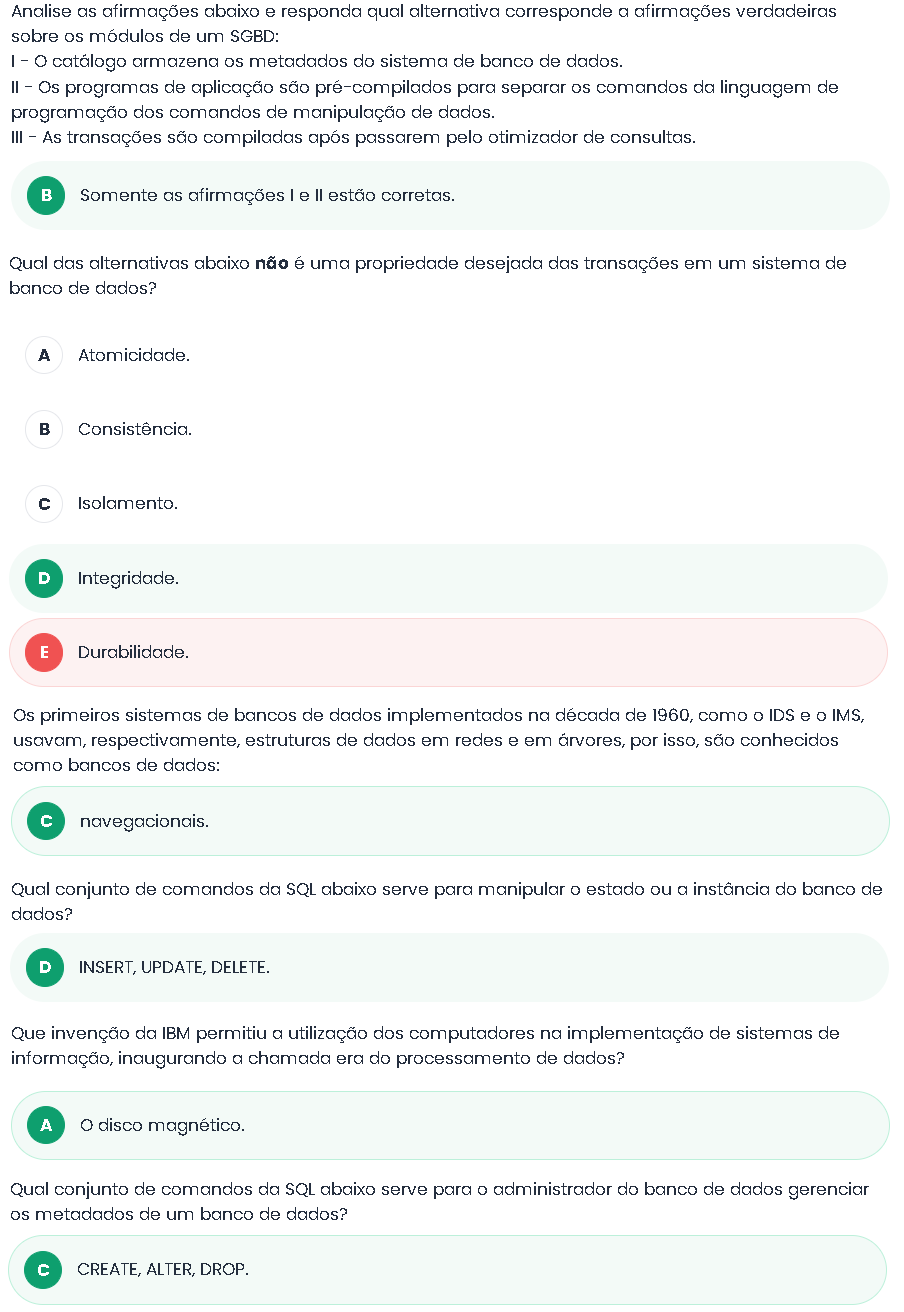 Analise as afirmações abaixo e responda qual alternativa corresponde a afirmações verdadeiras
sobre os módulos de um SGBD:
I - O catálogo armazena os metadados do sistema de banco de dados.
II - Os programas de aplicação são pré-compilados para separar os comandos da linguagem de
programação dos comandos de manipulação de dados.
III - As transações são compiladas após passarem pelo otimizador de consultas.
B Somente as afirmações I e II estão corretas.
Qual das alternativas abaixo não é uma propriedade desejada das transações em um sistema de
banco de dados?
A Atomicidade.
B Consistência.
C Isolamento.
D Integridade.
E Durabilidade.
Os primeiros sistemas de bancos de dados implementados na década de 1960, como o IDS e o IMS,
usavam, respectivamente, estruturas de dados em redes e em árvores, por isso, são conhecidos
como bancos de dados:
C navegacionais.
Qual conjunto de comandos da SQL abaixo serve para manipular o estado ou a instância do banco de
dados?
D INSERT, UPDATE, DELETE.
Que invenção da IBM permitiu a utilização dos computadores na implementação de sistemas de
informação, inaugurando a chamada era do processamento de dados?
A O disco magnético.
Qual conjunto de comandos da SQL abaixo serve para o administrador do banco de dados gerenciar
os metadados de um banco de dados?
C CREATE, ALTER, DROP.